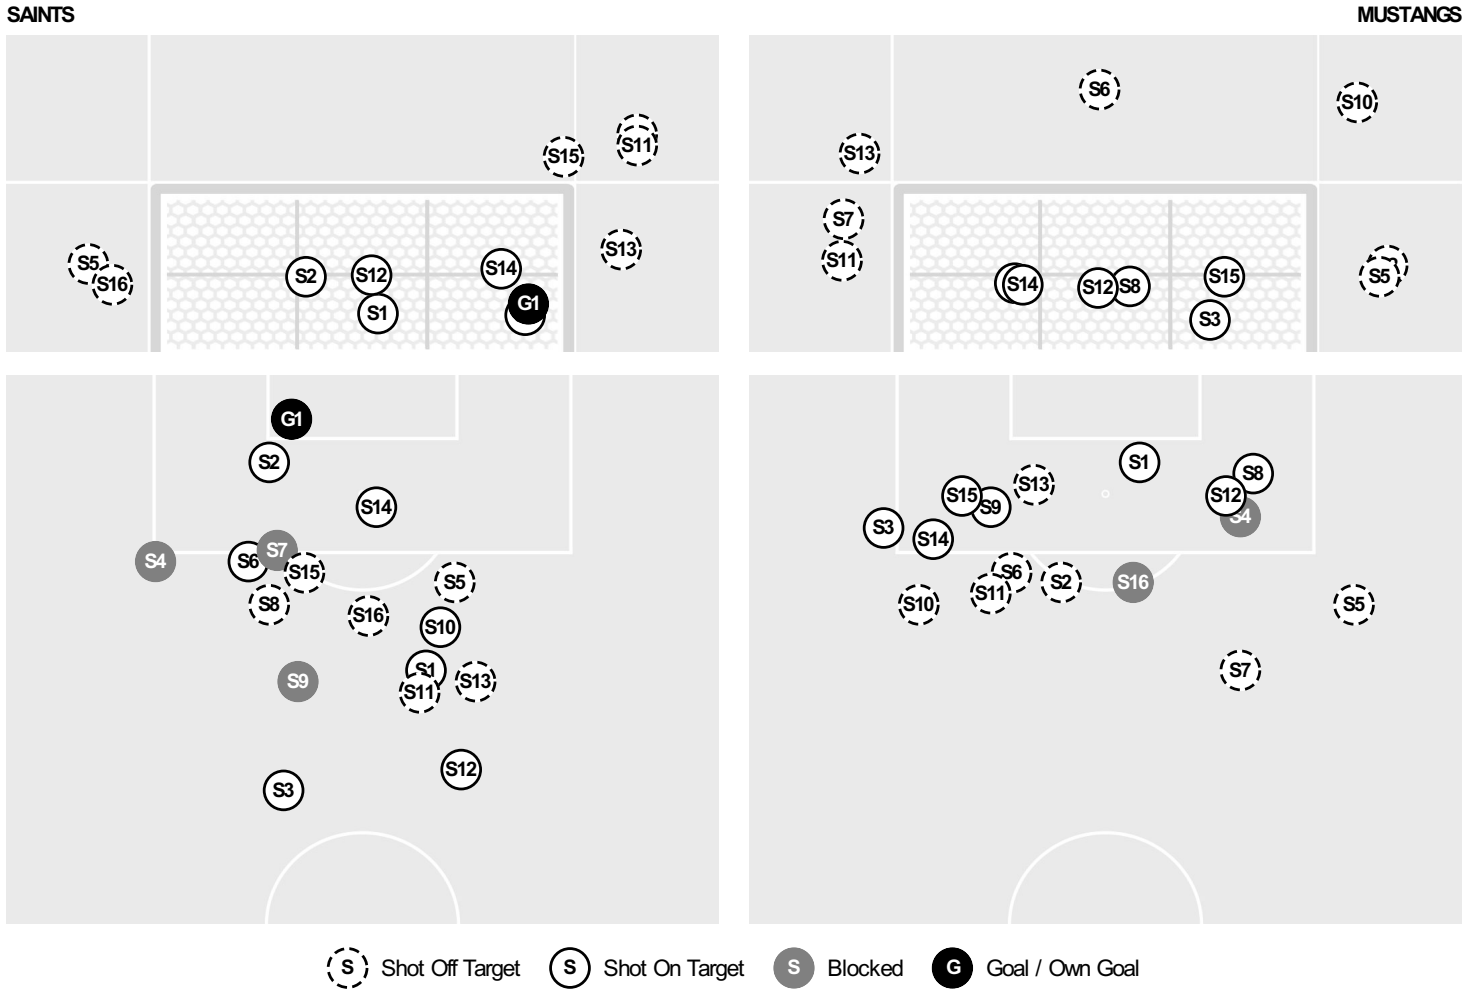 SAINTS
MUSTANGS
S6
S10
S11
S15
S13
S7
S13
S5
S16
S11
S2
S12
S14
G1
S1
S14
S12
S8
S15
S3
S5
G1
S2
S14
S4
S6
S7
S15
S5
S8
S16
S10
S1
S11
S13
S9
S12
S3
S1
S8
S13
S15
S9
S12
S4
S3
S14
S6
S2
S16
S11
S10
S5
S7
S Shot Off Target S Shot On Target S Blocked G Goal / Own Goal